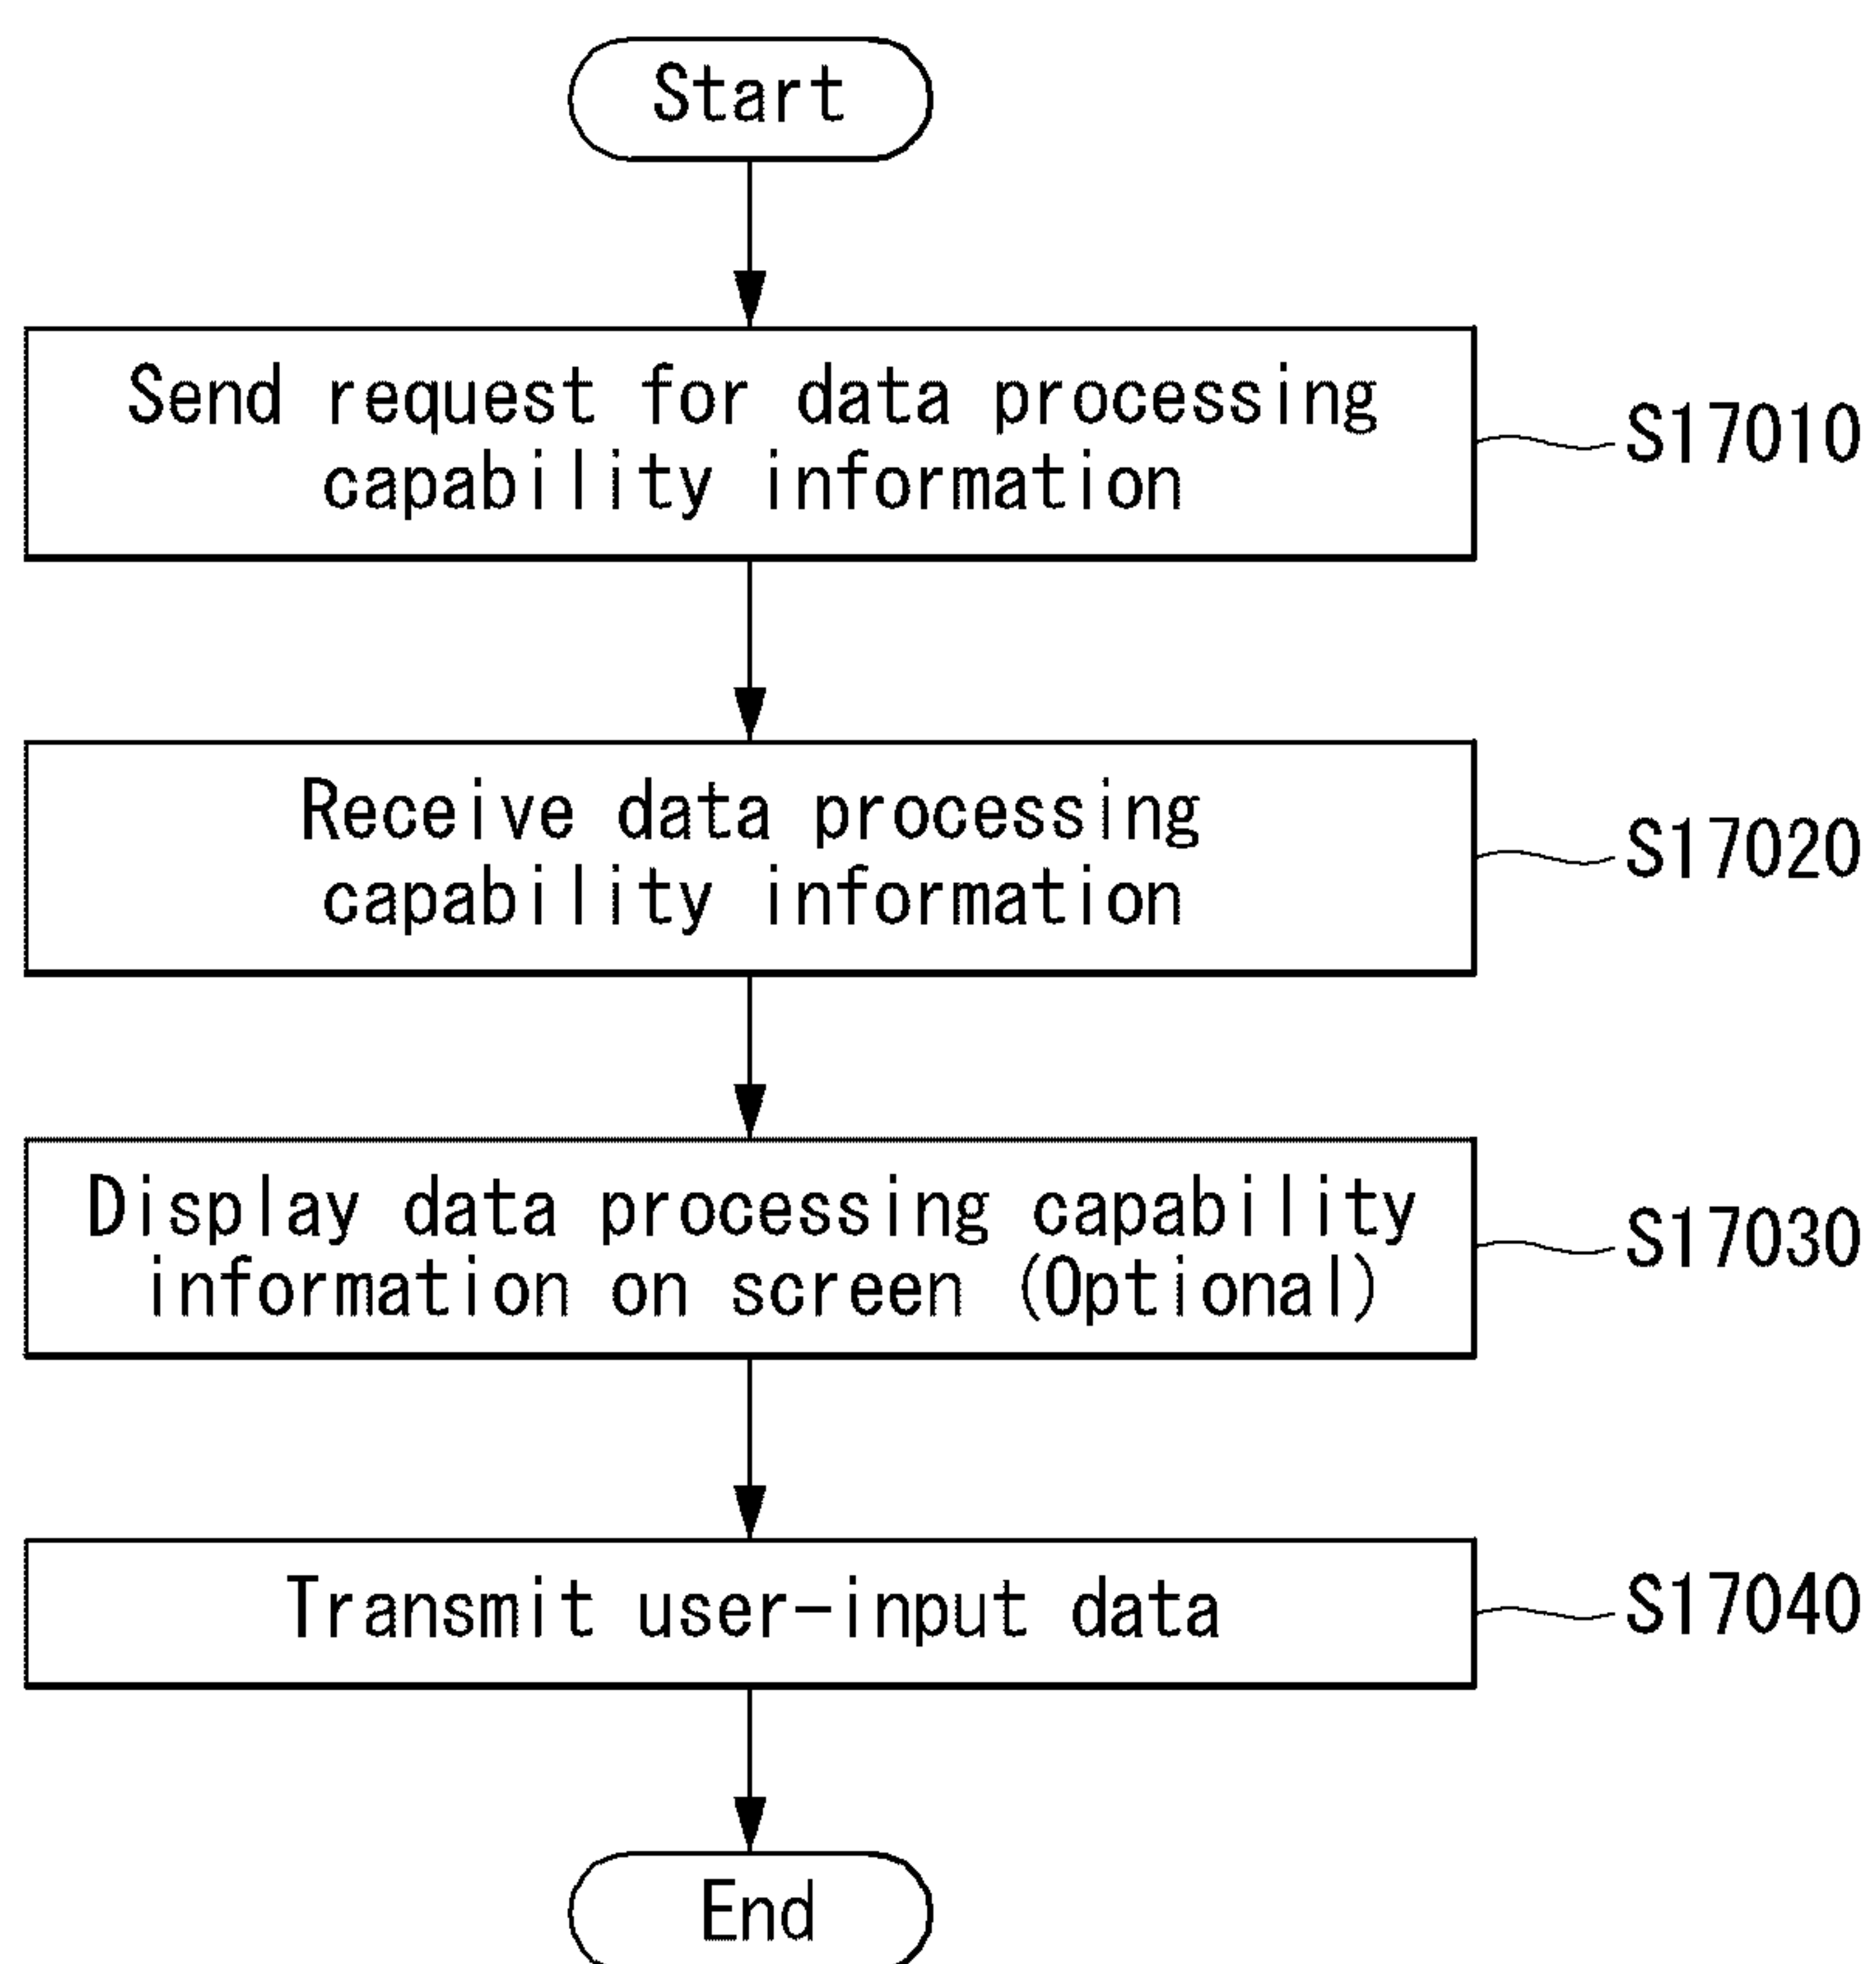 Start
Send request for data processing
capability information
S17010
Receive data processing
capability information
S17020
Display data processing capability
information on screen (Optional)
S17030
Transmit user-input data
S17040
End